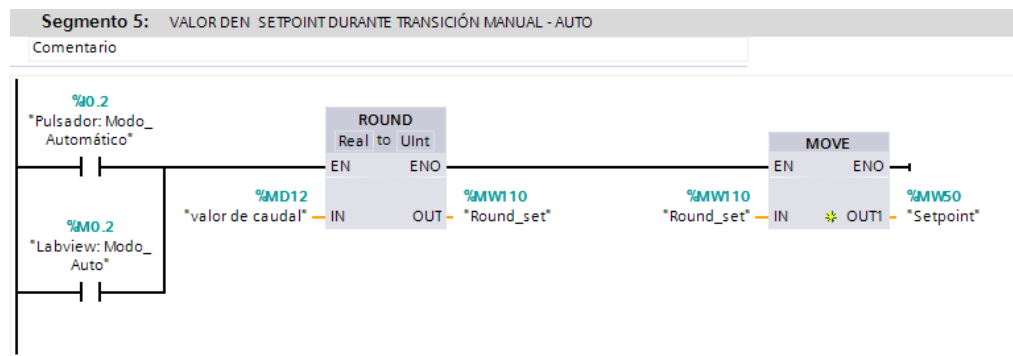 Segmento 5: VALOR DEN SETPOINT DURANTE TRANSICIÓN MANUAL - AUTO
Comentario
%I0.2
"Pulsador: Modo_
Automático"
ROUND
Real to UInt
EN ENO
%MD12
"valor de caudal" IN
OUT %MW110
"Round_set"
MOVE
EN ENO
%MW110
"Round_set" IN
OUT1 %MW50
"Setpoint"
%M0.2
"Labview: Modo_
Auto"